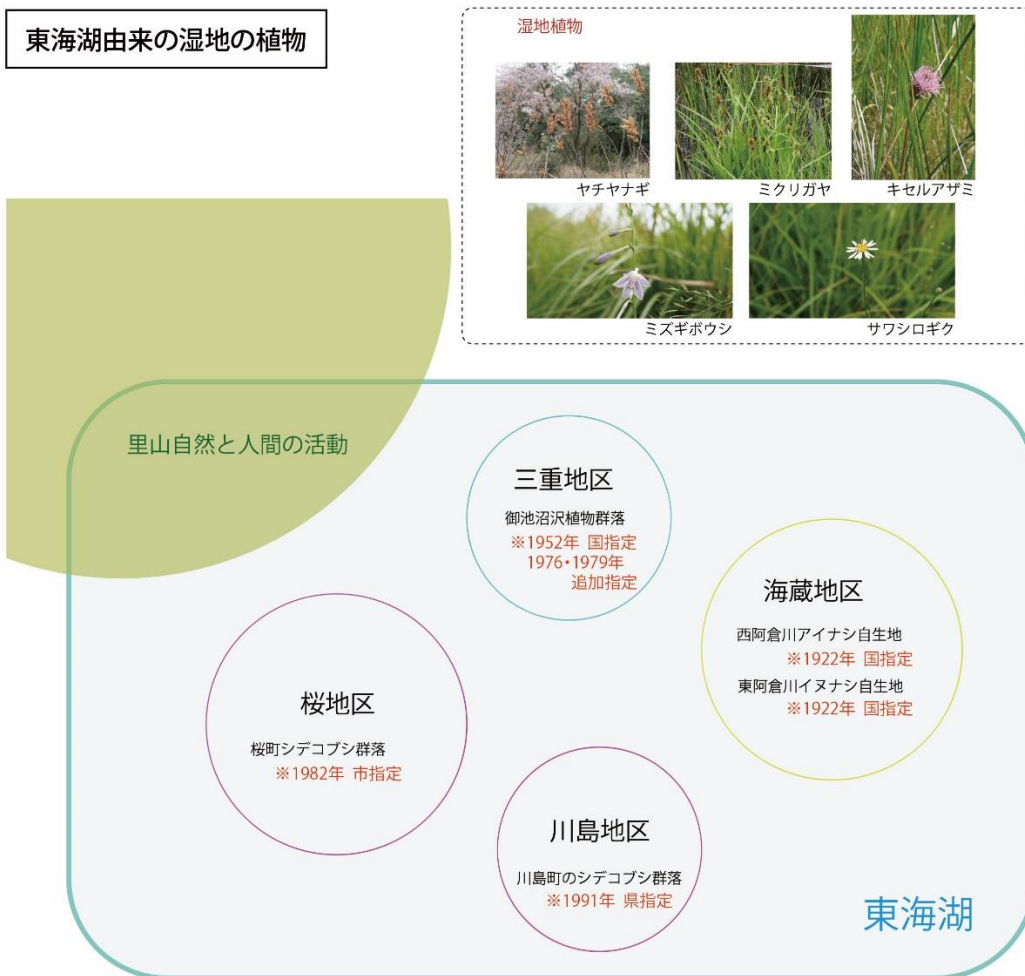 東海湖由来の湿地の植物
湿地植物
ヤチヤナギ
ミクリガヤ
キセルアザミ
ミズギボウシ
サワシロギク
里山自然と人間の活動
三重地区
御池沼沢植物群落
※1952年 国指定
1976・1979年
追加指定
海蔵地区
西阿倉川アイナシ自生地
※1922年 国指定
東阿倉川イヌナシ自生地
※1922年 国指定
桜地区
桜町シデコブシ群落
※1982年 市指定
川島地区
川島町のシデコブシ群落
※1991年 県指定
東海湖